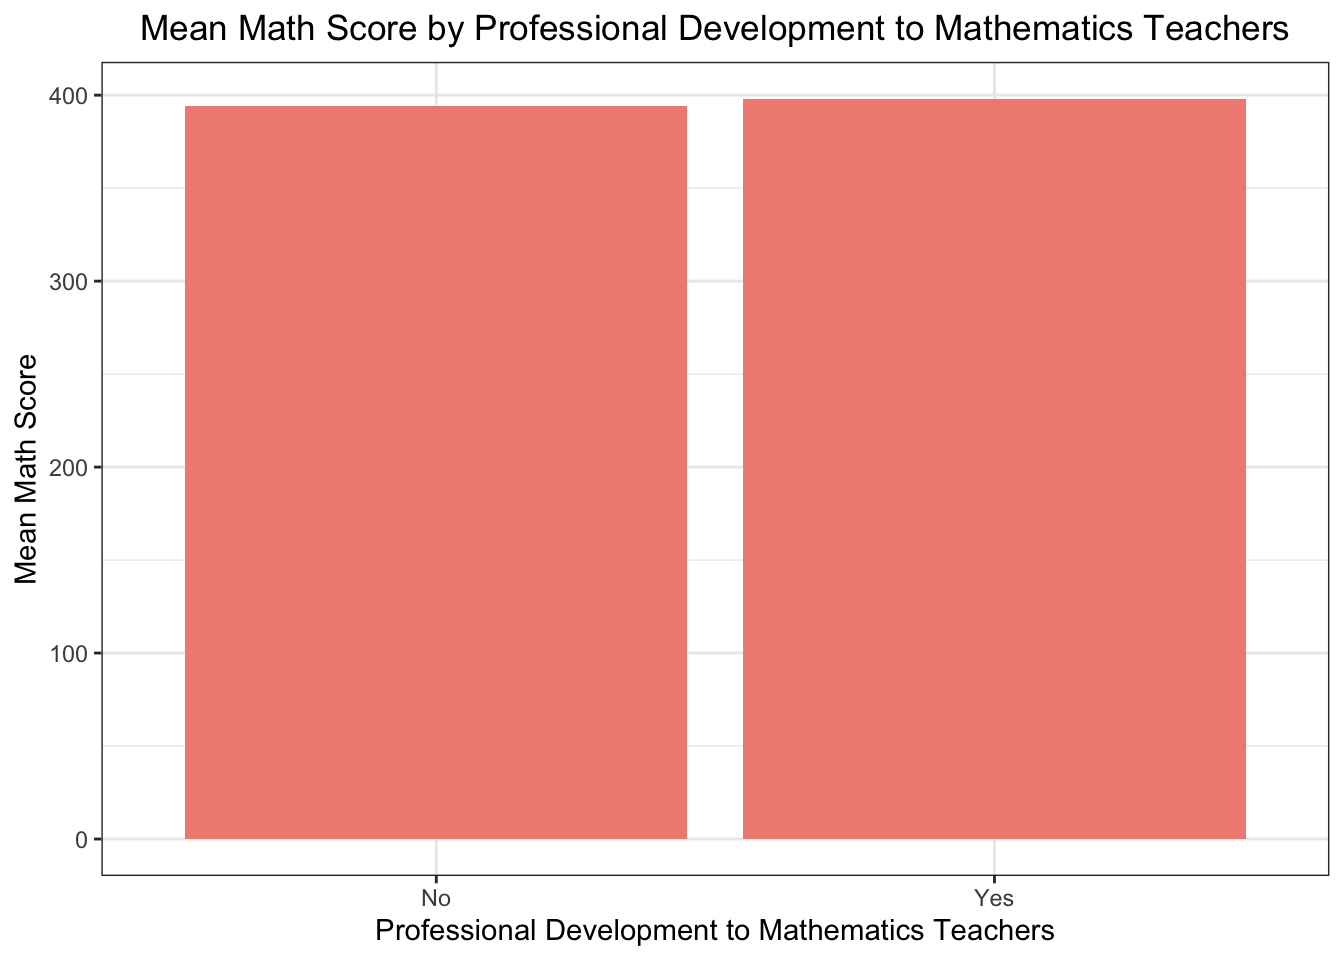 Mean Math Score by Professional Development to Mathematics Teachers
Mean Math Score
400
300
200
100
0
No
Yes
Professional Development to Mathematics Teachers